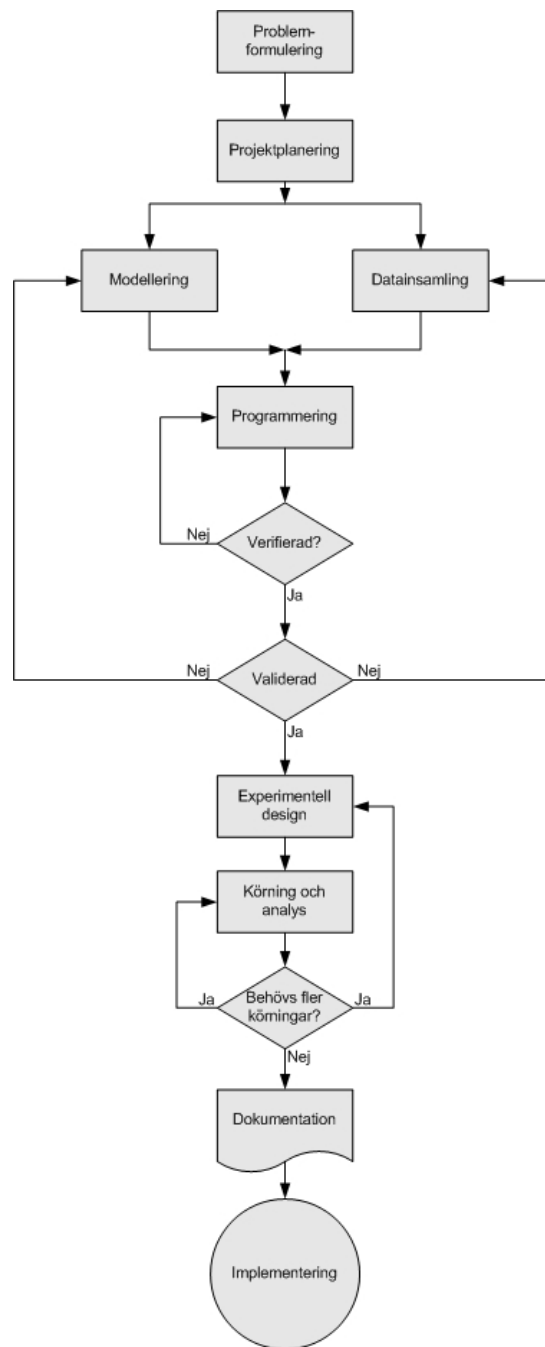 Problem-
formulering
Projektplanering
Modellering
Datainsamling
Programmering
Nej
Verifierad?
Ja
Nej
Validerad
Nej
Ja
Experimentell
design
Körning och
analys
Ja
Behövs fler
körningar?
Ja
Nej
Dokumentation
Implementering